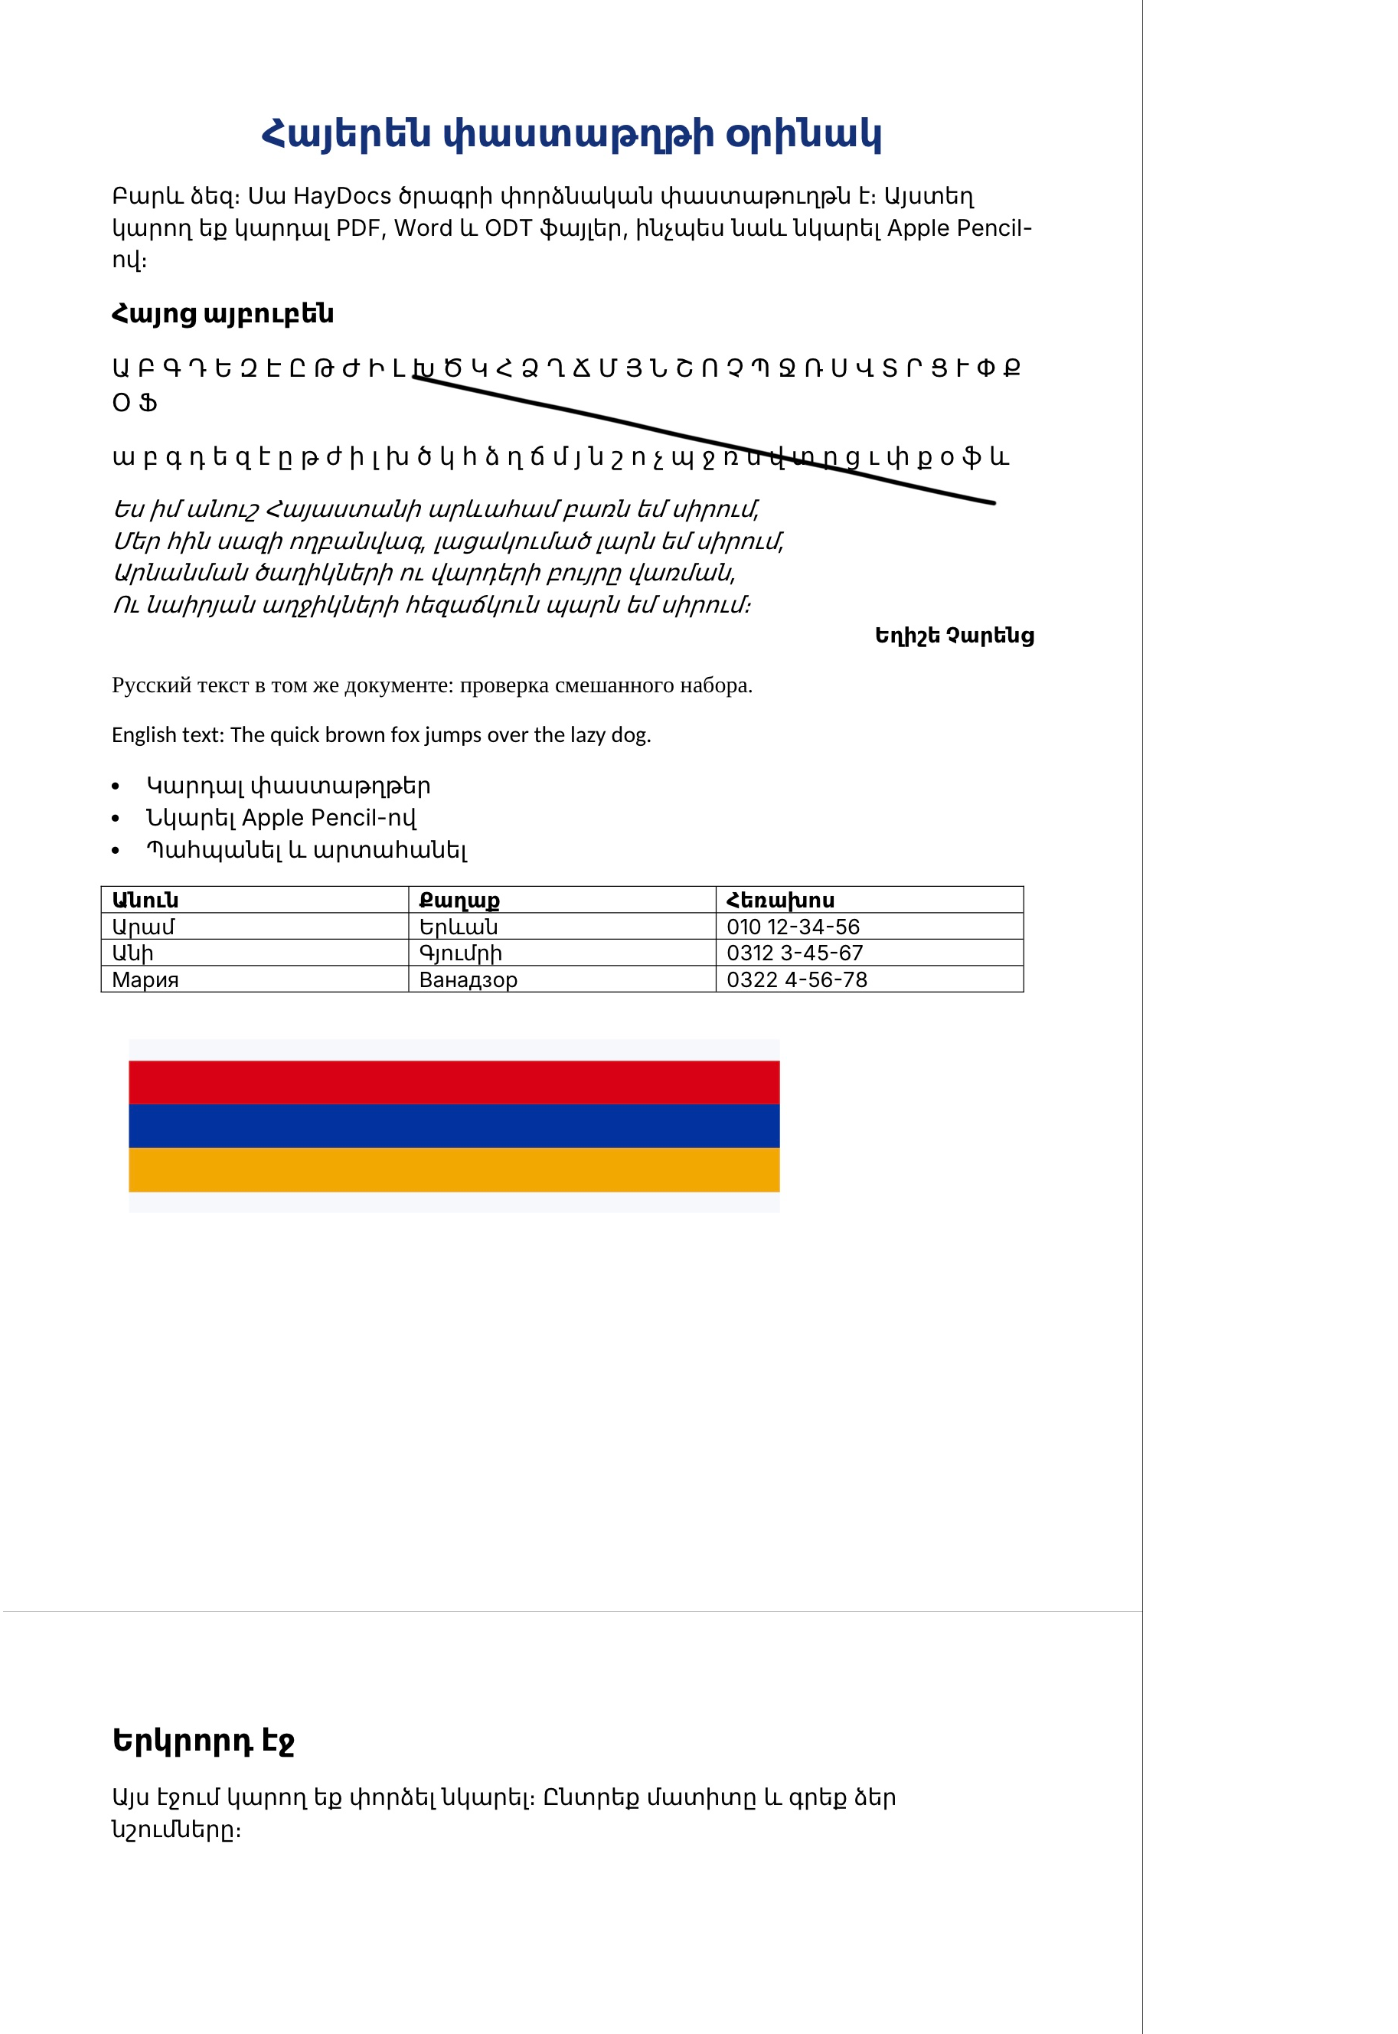 Հայերեն փաստաթղթի օրինակ
Բարև ձեզ։ Սա HayDocs ծրագրի փորձնական փաստաթուղթն է։ Այստեղ
կարող եք կարդալ PDF, Word և ODT ֆայլեր, ինչպես նաև նկարել Apple Pencil-
ով։
Հայոց այբուբեն
Ա Բ Գ Դ Ե Զ Է Ը Թ Ժ Ի Լ Խ Ծ Կ Հ Ձ Ղ Ճ Մ Յ Ն Շ Ո Չ Պ Ջ Ռ Ս Վ Տ Ր Ց Ւ Փ Ք
Օ Ֆ
ա բ գ դ ե զ է ը թ ժ ի լ խ ծ կ հ ձ ղ ճ մ յ ն շ ո չ պ ջ ռ ս վ տ ր ց ւ փ ք օ ֆ և
Ես իմ անուշ Հայաստանի արևահամ բառն եմ սիրում,
Մեր հին սազի ողբանվագ, լացակումած լարն եմ սիրում,
Արնանման ծաղիկների ու վարդերի բույրը վառման,
Ու նաիրյան աղջիկների հեզաճկուն պարն եմ սիրում։
Եղիշե Չարենց
Русский текст в том же документе: проверка смешанного набора.
English text: The quick brown fox jumps over the lazy dog.
• Կարդալ փաստաթղթեր
• Նկարել Apple Pencil-ով
• Պահպանել և արտահանել
Անուն Քաղաք Հեռախոս
Արամ Երևան 010 12-34-56
Անի Գյումրի 0312 3-45-67
Мария Ванадзор 0322 4-56-78
Երկրորդ էջ
Այս էջում կարող եք փորձել նկարել։ Ընտրեք մատիտը և գրեք ձեր
նշումները։